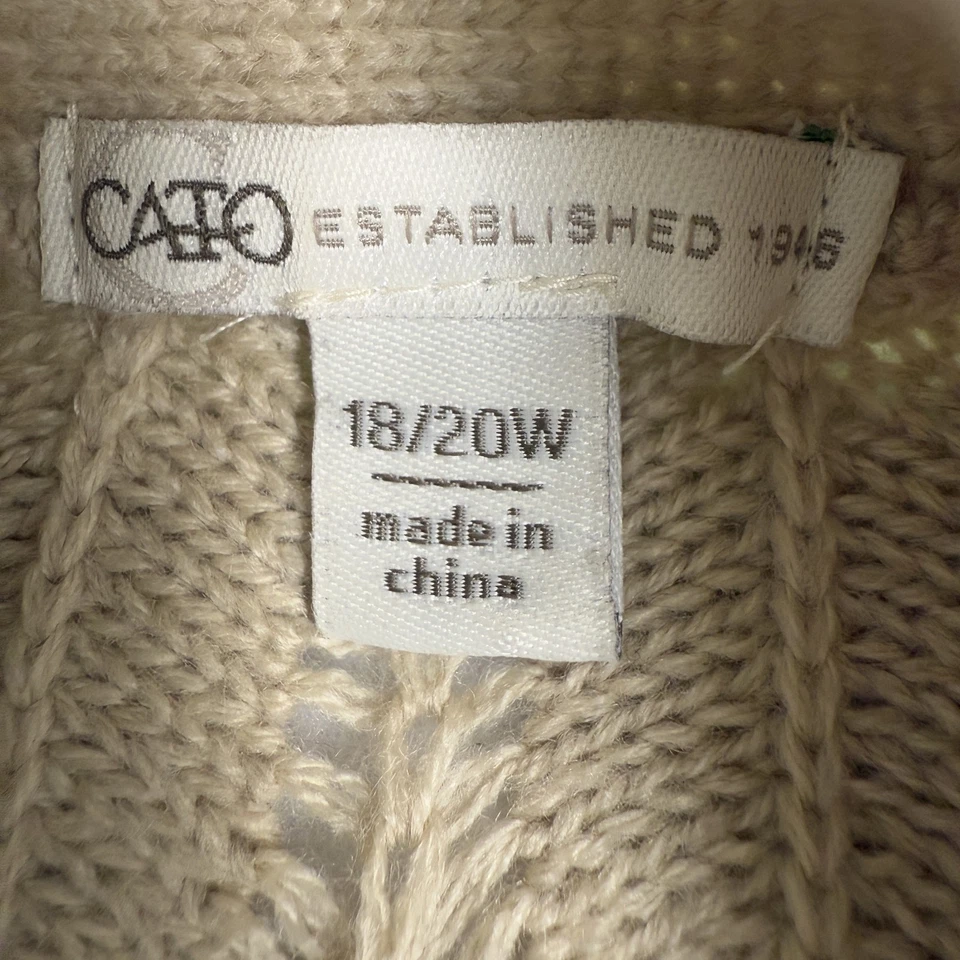 CATO ESTABLISHED 1946
18/20W
made in
china